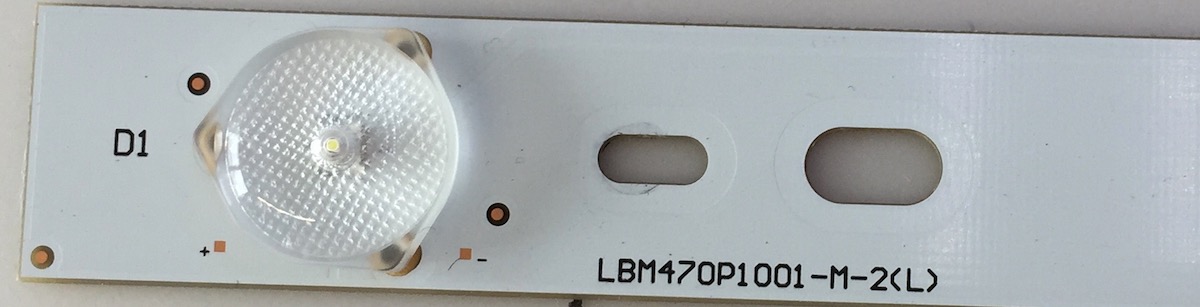 D1
+
-
LBM470P1001-M-2(L)